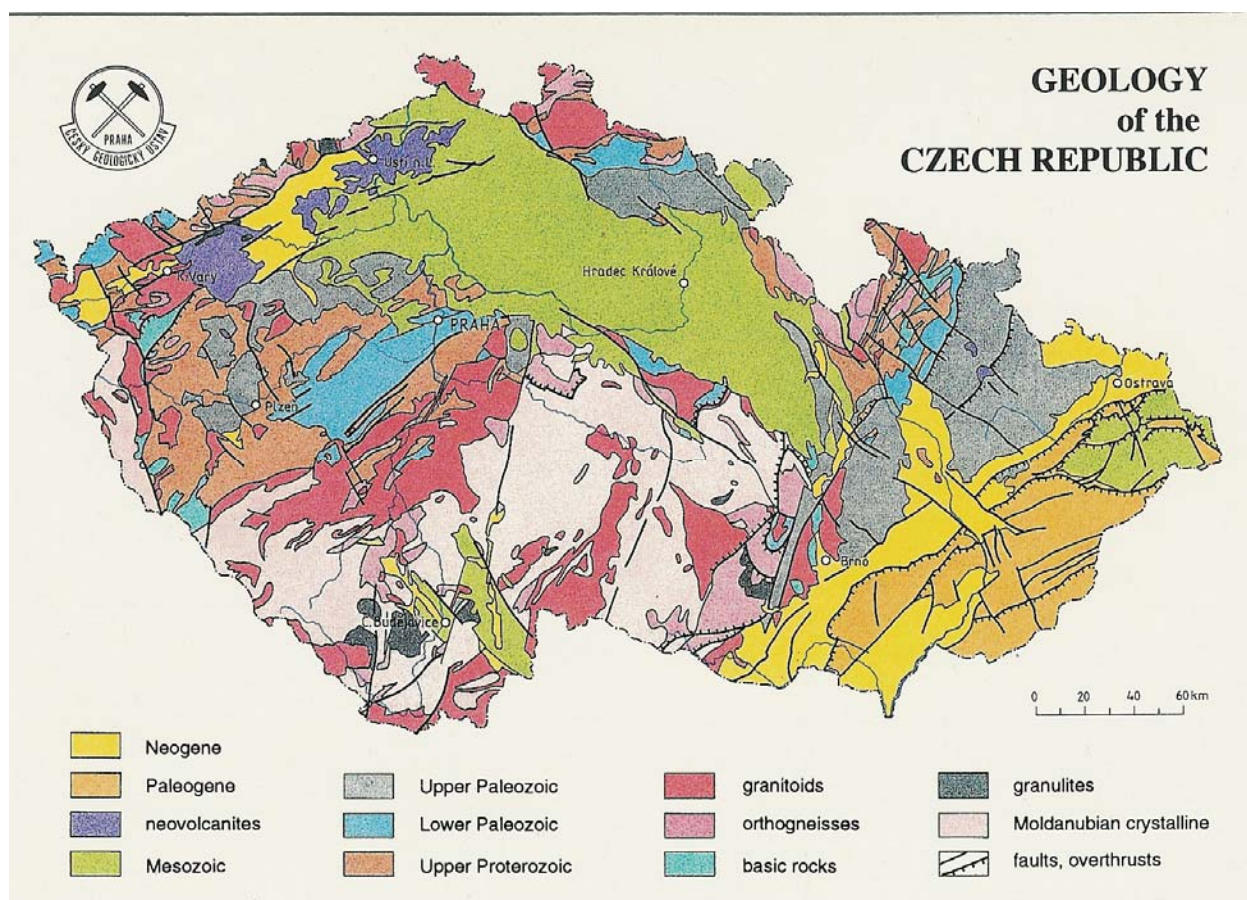 GEOLOGY
of the
CZECH REPUBLIC
PRAHA
ČESKÝ GEOLOGICKÝ ÚSTAV
Ústí n.L.
K.Vary
Hradec Králové
PRAHA
Plzeň
Ostrava
Brno
Č.Budějovice
0 20 40 60 km
Neogene
Paleogene
neovolcanites
Mesozoic
Upper Paleozoic
Lower Paleozoic
Upper Proterozoic
granitoids
orthogneisses
basic rocks
granulites
Moldanubian crystalline
faults, overthrusts